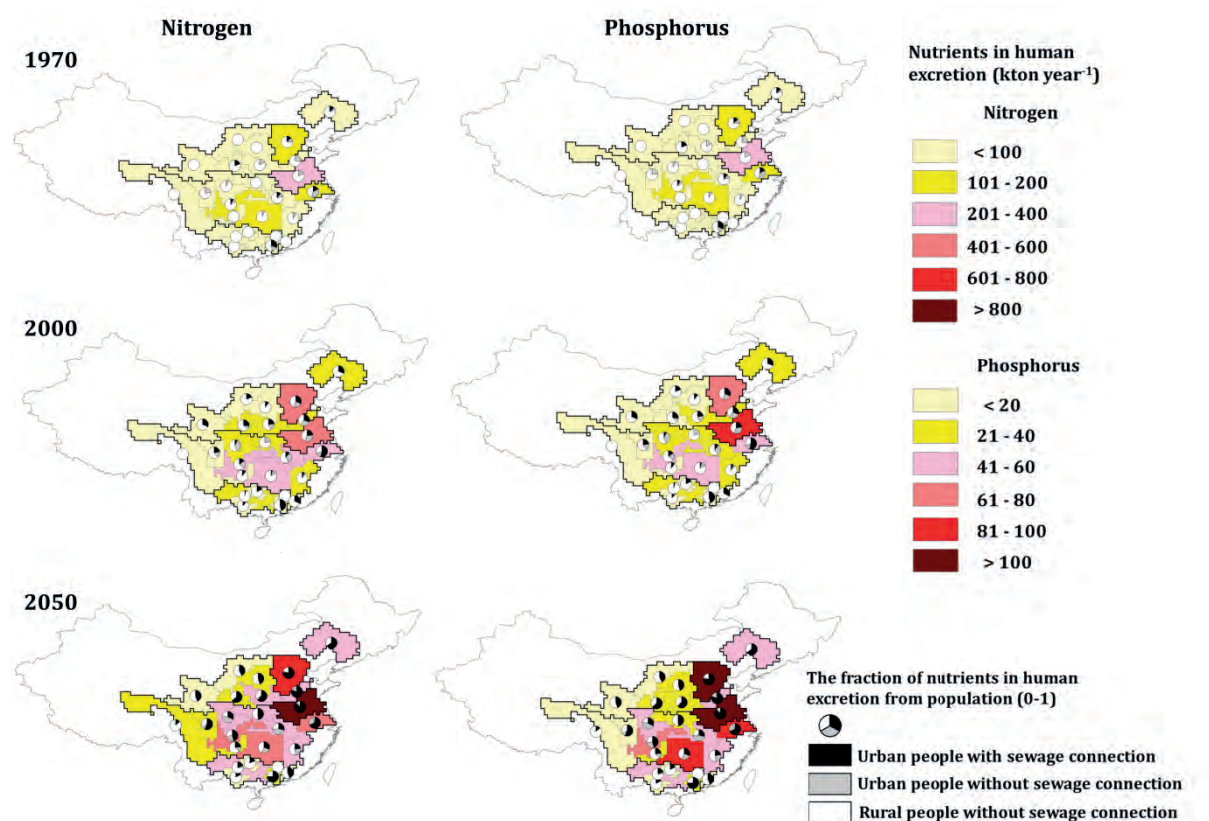 Nitrogen
Phosphorus
1970
2000
2050
Nutrients in human
excretion (kton year⁻¹)
Nitrogen
< 100
101 - 200
201 - 400
401 - 600
601 - 800
> 800
Phosphorus
< 20
21 - 40
41 - 60
61 - 80
81 - 100
> 100
The fraction of nutrients in human
excretion from population (0-1)
Urban people with sewage connection
Urban people without sewage connection
Rural people without sewage connection